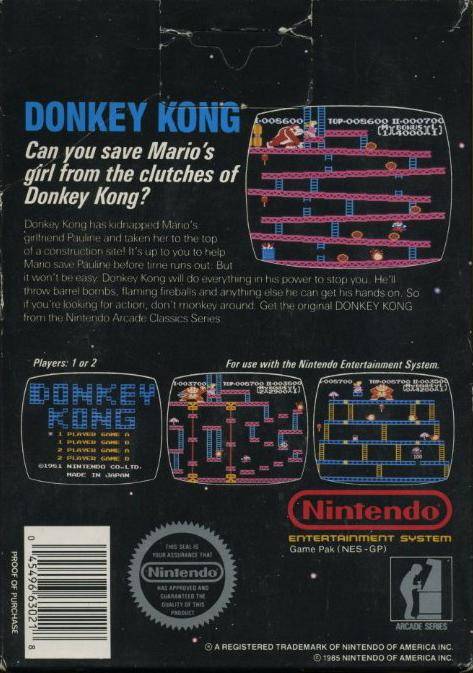 DONKEY KONG
Can you save Mario's
girl from the clutches of
Donkey Kong?
Donkey Kong has kidnapped Mario's
girlfriend Pauline and taken her to the top
of a construction site! It's up to you to help
Mario save Pauline before time runs out. But
it won't be easy. Donkey Kong will do everything in his power to stop you. He'll
throw barrel bombs, flaming fireballs and anything else he can get his hands on. So
if you're looking for action, don't monkey around. Get the original DONKEY KONG
from the Nintendo Arcade Classics Series.
I-005600 TOP-005600 II-000700
Players: 1 or 2
For use with the Nintendo Entertainment System.
DONKEY
KONG
1 PLAYER GAME A
1 PLAYER GAME B
2 PLAYER GAME A
2 PLAYER GAME B
©1981 NINTENDO CO.,LTD.
MADE IN JAPAN
Nintendo®
ENTERTAINMENT SYSTEM
Game Pak (NES-GP)
ARCADE SERIES
THIS SEAL IS
YOUR ASSURANCE THAT
Nintendo
HAS APPROVED AND
GUARANTEED THE
QUALITY OF THIS
PRODUCT
PROOF OF PURCHASE
0 45496 63021 8
® A REGISTERED TRADEMARK OF NINTENDO OF AMERICA INC.
© 1985 NINTENDO OF AMERICA INC.